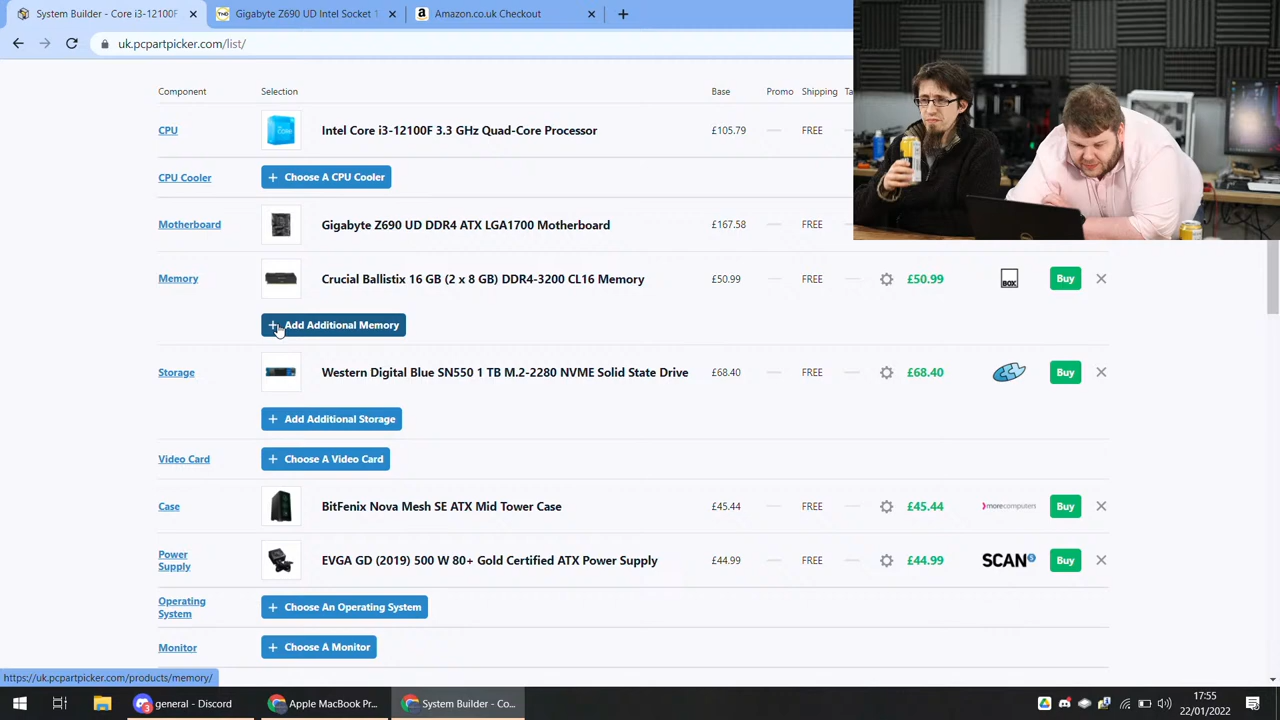 System Builder - Core i3-12100F
Gigabyte Z690 UD Intel Socket 1
Amazon.co.uk Checkout
uk.pcpartpicker.com/list/
Component Selection Base Promo Shipping Ta
CPU Intel Core i3-12100F 3.3 GHz Quad-Core Processor £105.79 FREE
CPU Cooler + Choose A CPU Cooler
Motherboard Gigabyte Z690 UD DDR4 ATX LGA1700 Motherboard £167.58 FREE
Memory Crucial Ballistix 16 GB (2 x 8 GB) DDR4-3200 CL16 Memory £50.99 FREE £50.99 BOX Buy
+ Add Additional Memory
Storage Western Digital Blue SN550 1 TB M.2-2280 NVME Solid State Drive £68.40 FREE £68.40 Buy
+ Add Additional Storage
Video Card + Choose A Video Card
Case BitFenix Nova Mesh SE ATX Mid Tower Case £45.44 FREE £45.44 morecomputers Buy
Power Supply EVGA GD (2019) 500 W 80+ Gold Certified ATX Power Supply £44.99 FREE £44.99 SCAN Buy
Operating System + Choose An Operating System
Monitor + Choose A Monitor
https://uk.pcpartpicker.com/products/memory/
general - Discord
Apple MacBook Pr...
System Builder - Co...
17:55
22/01/2022